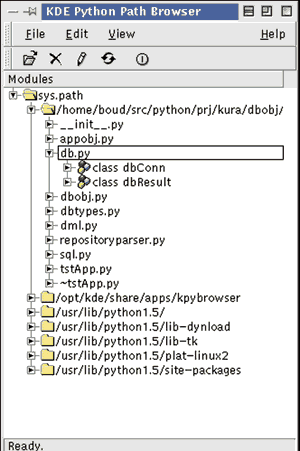 KDE Python Path Browser
File Edit View Help
Modules
sys.path
/home/boud/src/python/prj/kura/dbobj/
__init__.py
appobj.py
db.py
class dbConn
class dbResult
dbobj.py
dbtypes.py
dml.py
repositoryparser.py
sql.py
tstApp.py
~tstApp.py
/opt/kde/share/apps/kpybrowser
/usr/lib/python1.5/
/usr/lib/python1.5/lib-dynload
/usr/lib/python1.5/lib-tk
/usr/lib/python1.5/plat-linux2
/usr/lib/python1.5/site-packages
Ready.